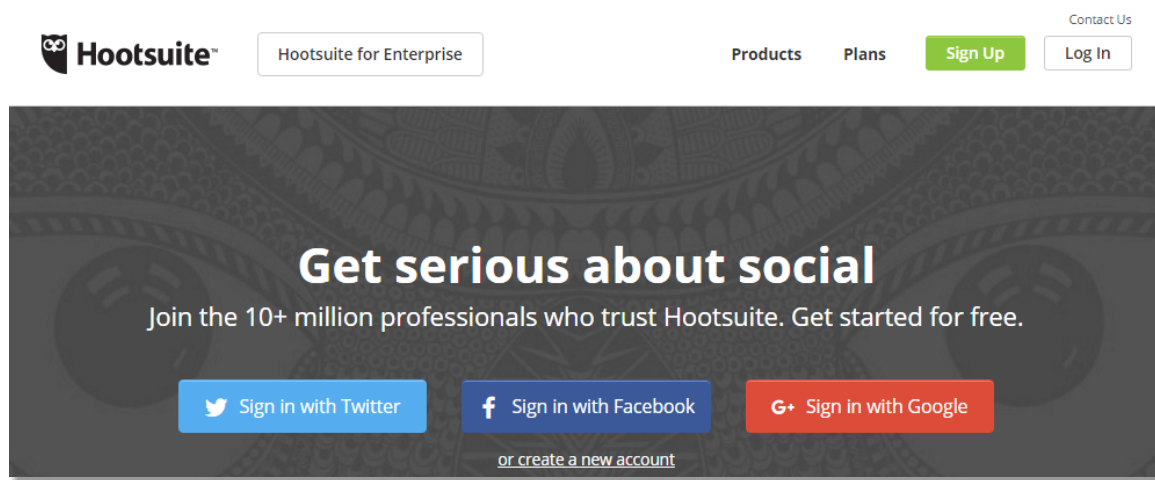 Contact Us
Hootsuite™
Hootsuite for Enterprise
Products
Plans
Sign Up
Log In
Get serious about social
Join the 10+ million professionals who trust Hootsuite. Get started for free.
Sign in with Twitter
f Sign in with Facebook
G+ Sign in with Google
or create a new account